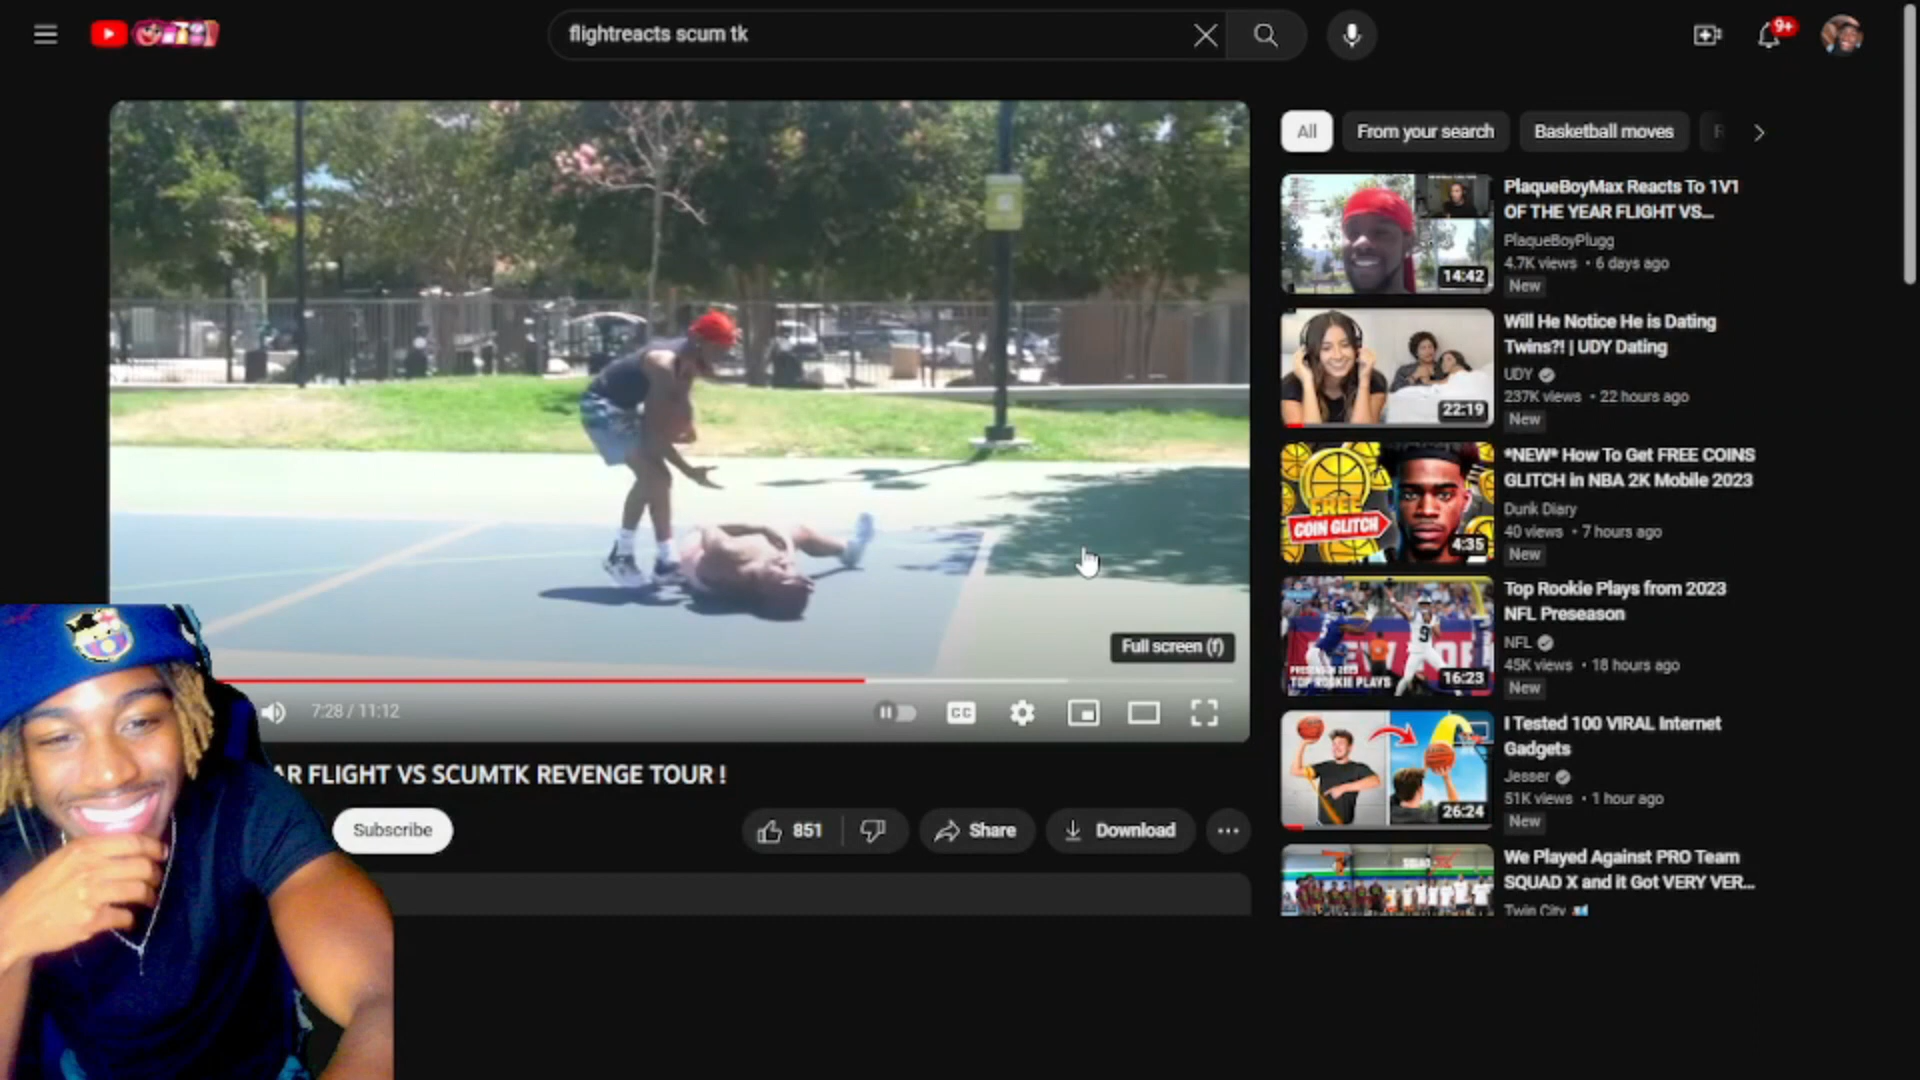 flightreacts scum tk
9+
All
From your search
Basketball moves
PlaqueBoyMax Reacts To 1V1
OF THE YEAR FLIGHT VS...
PlaqueBoyPlugg
4.7K views • 6 days ago
New
14:42
Will He Notice He is Dating
Twins?! | UDY Dating
UDY
237K views • 22 hours ago
New
22:19
*NEW* How To Get FREE COINS
GLITCH in NBA 2K Mobile 2023
Dunk Diary
40 views • 7 hours ago
New
FREE
COIN GLITCH
4:35
Top Rookie Plays from 2023
NFL Preseason
NFL
45K views • 18 hours ago
New
TOP ROOKIE PLAYS
16:23
I Tested 100 VIRAL Internet
Gadgets
Jesser
51K views • 1 hour ago
New
26:24
We Played Against PRO Team
SQUAD X and it Got VERY VER...
Twin City
Full screen (f)
7:28 / 11:12
CC
AR FLIGHT VS SCUMTK REVENGE TOUR !
Subscribe
851
Share
Download